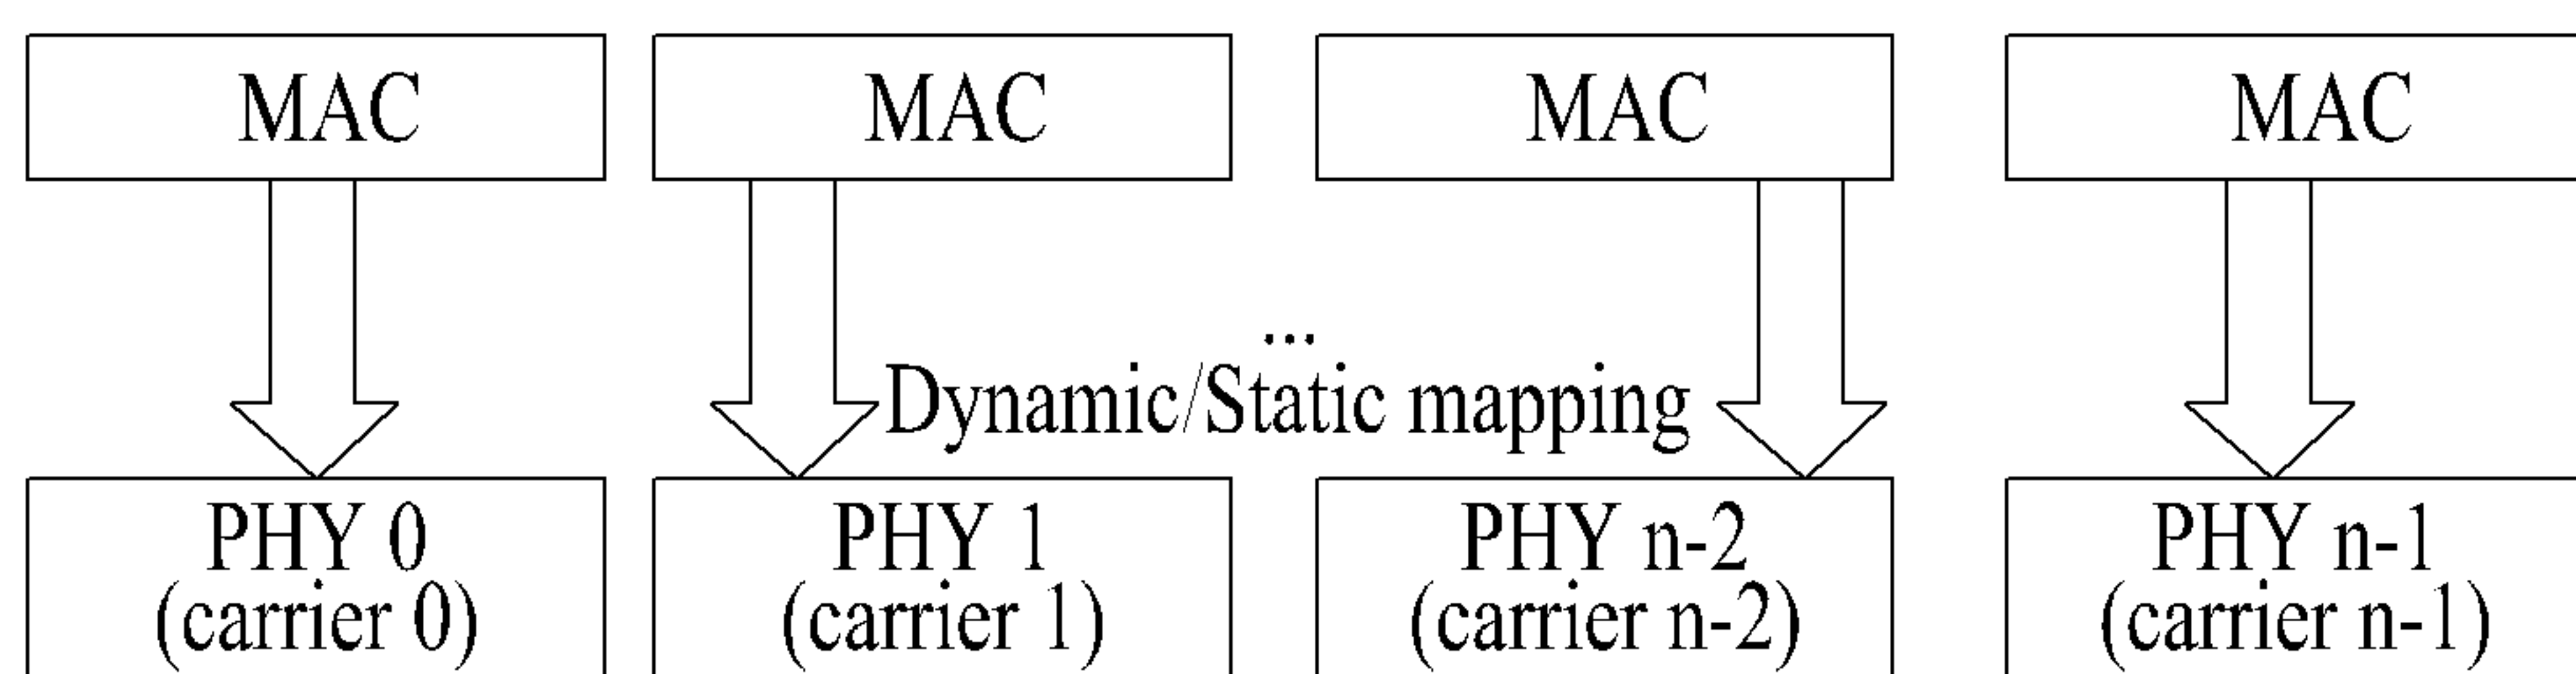 MAC
MAC
MAC
MAC
...
Dynamic/Static mapping
PHY 0
(carrier 0)
PHY 1
(carrier 1)
PHY n-2
(carrier n-2)
PHY n-1
(carrier n-1)